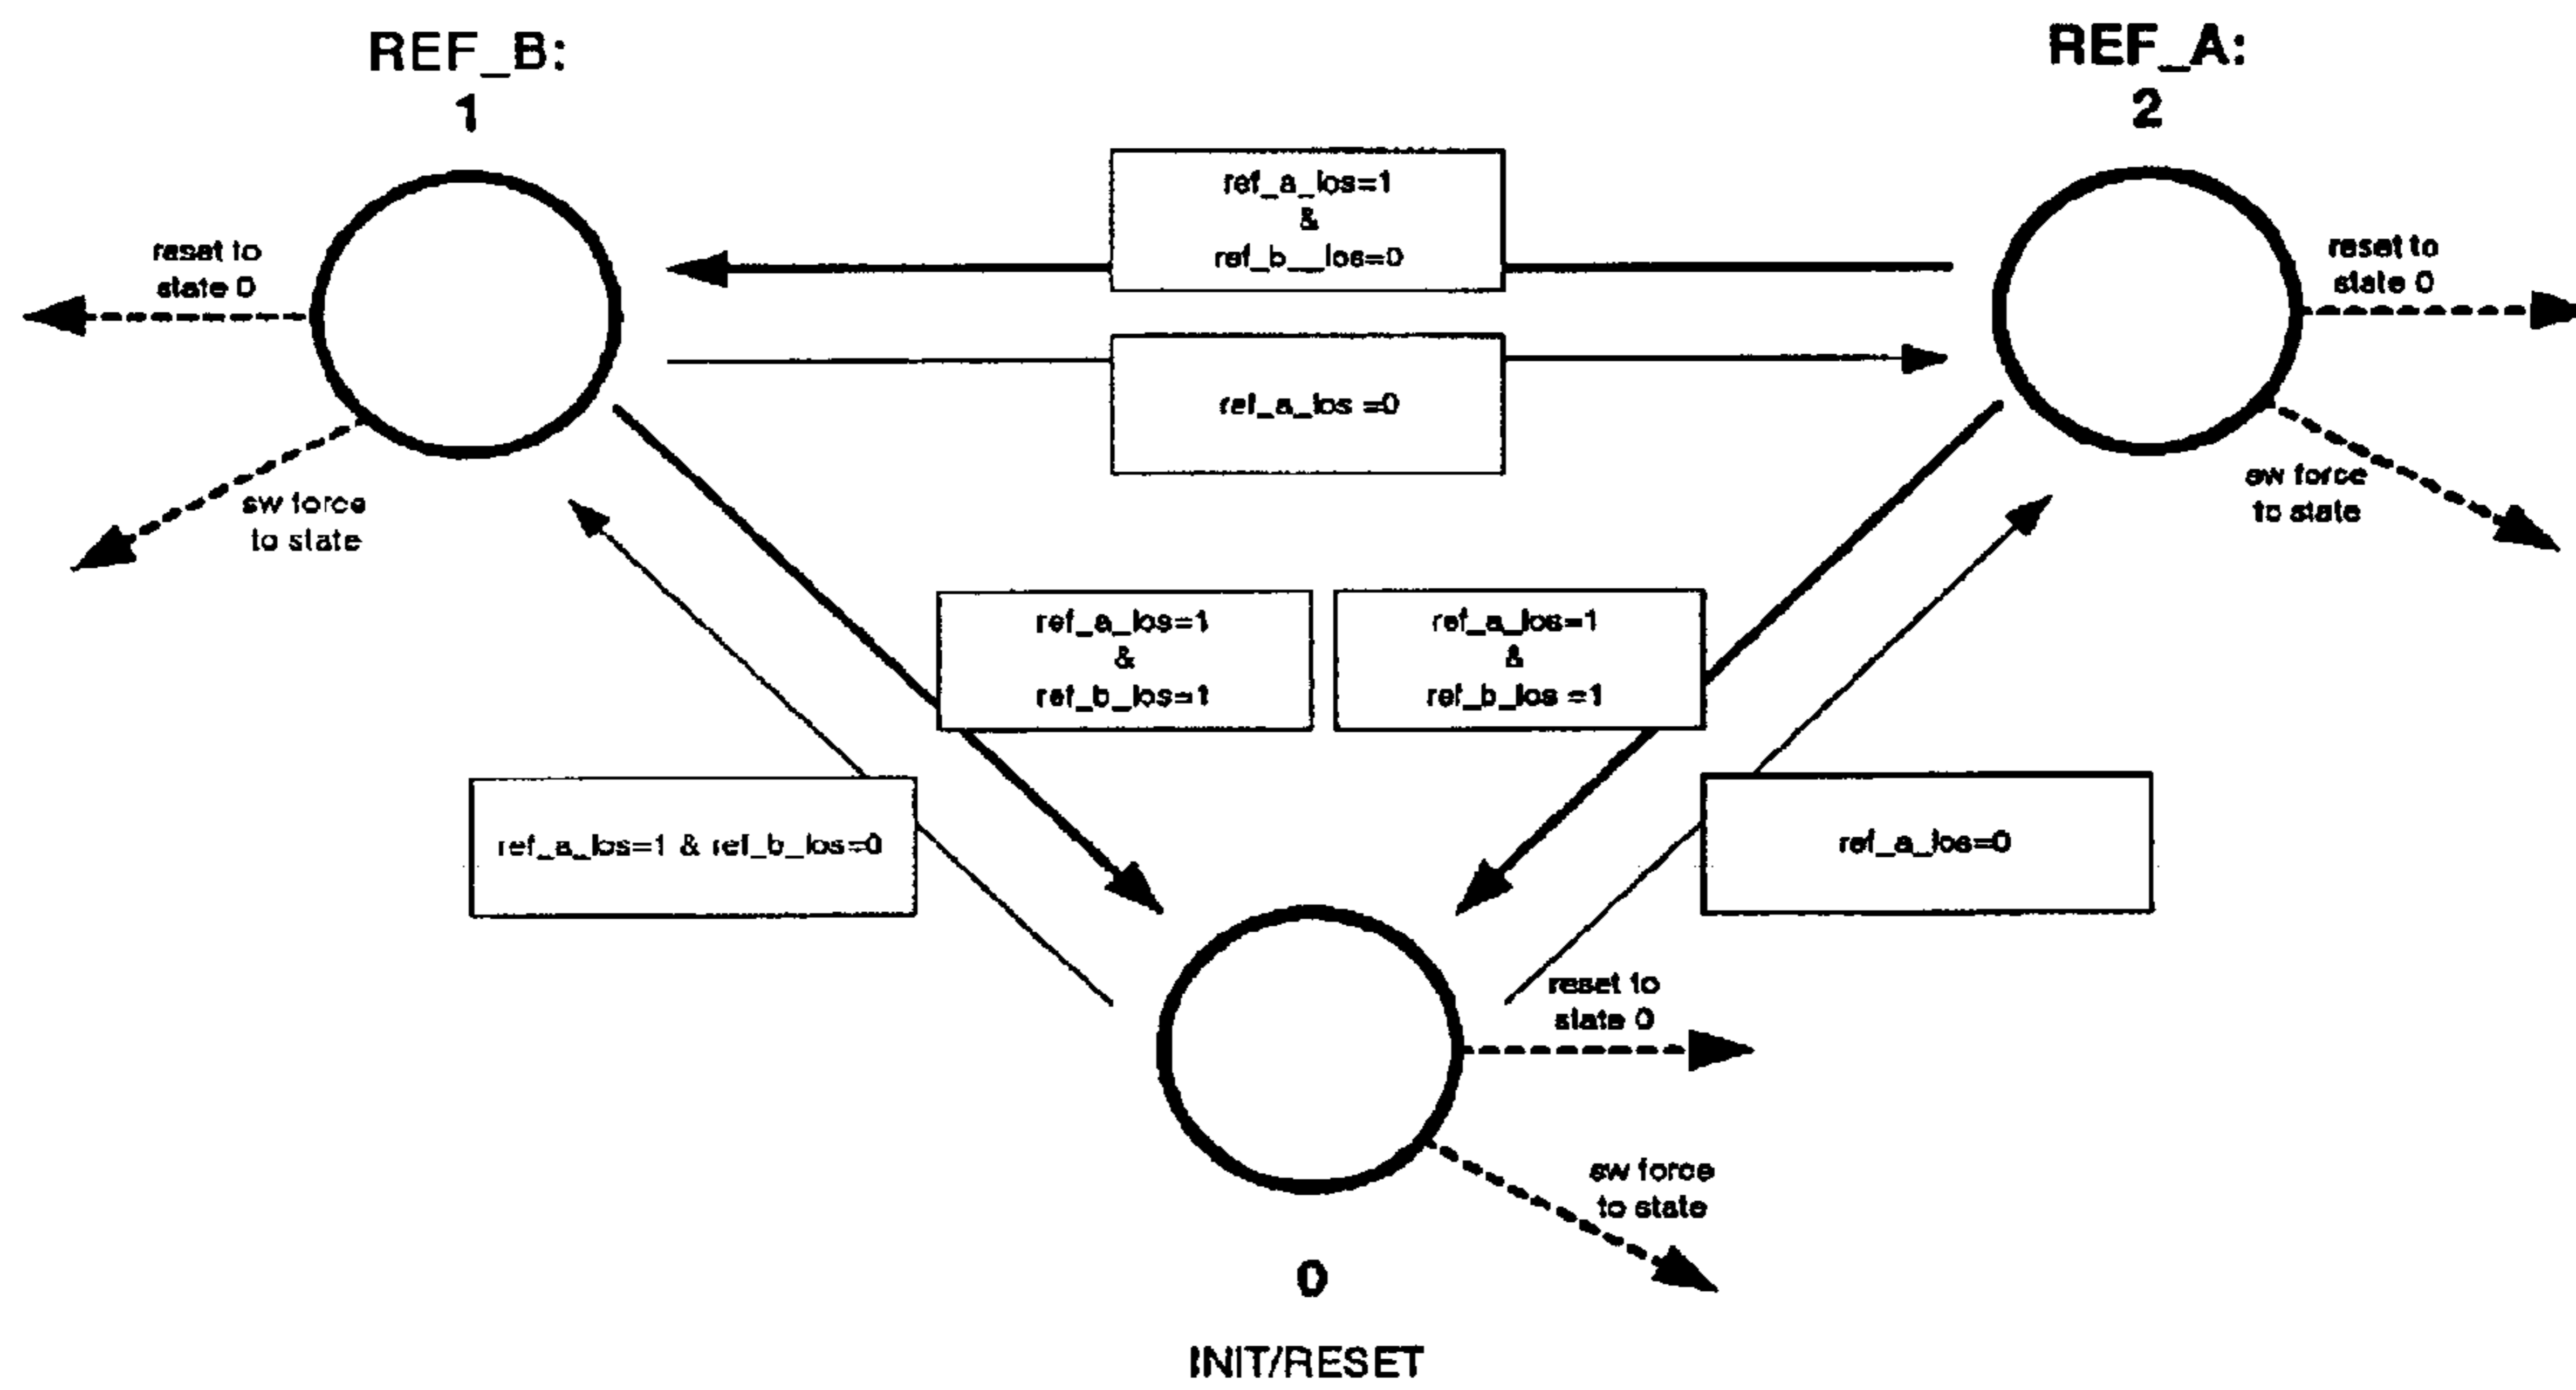 REF_B:
1
REF_A:
2
ref_a_los=1
&
ref_b__los=0
reset to
state 0
reset to
state 0
ref_a_los =0
sw force
to state
sw force
to state
ref_a_los=1
&
ref_b_los=1
ref_a_los=1
&
ref_b_los =1
ref_a_los=1 & ref_b_los=0
ref_a_los=0
reset to
state 0
sw force
to state
0
INIT/RESET